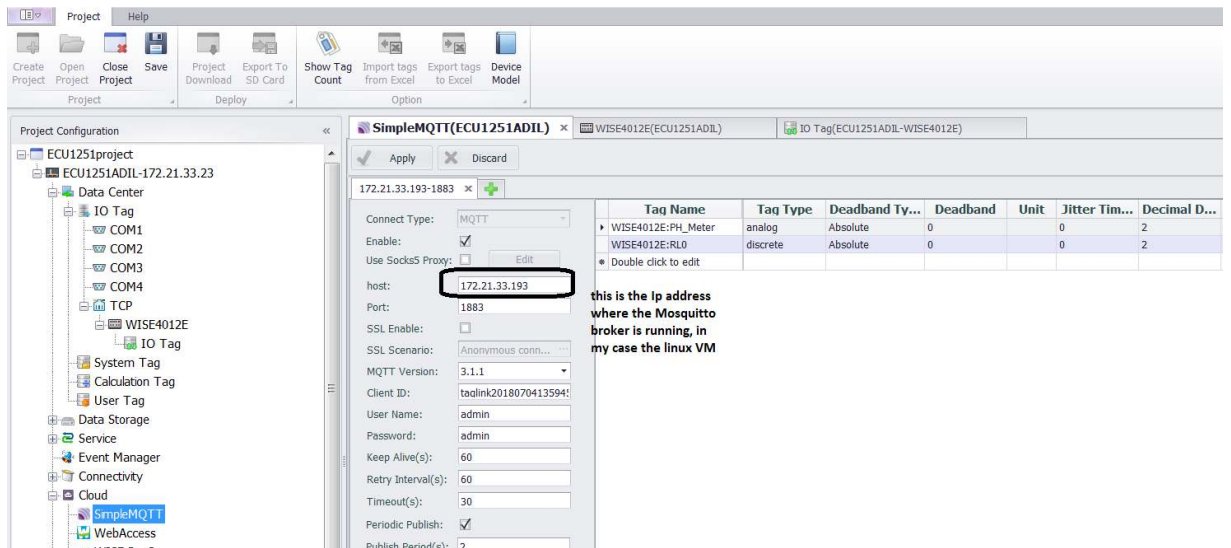 Project Help
Create Project
Open Project
Close Project
Save
Project Download
Export To SD Card
Show Tag Count
Import tags from Excel
Export tags to Excel
Device Model
Project Deploy Option
Project Configuration «
ECU1251project
ECU1251ADIL-172.21.33.23
Data Center
IO Tag
COM1
COM2
COM3
COM4
TCP
WISE4012E
IO Tag
System Tag
Calculation Tag
User Tag
Data Storage
Service
Event Manager
Connectivity
Cloud
SimpleMQTT
WebAccess
SimpleMQTT(ECU1251ADIL) × WISE4012E(ECU1251ADIL) IO Tag(ECU1251ADIL-WISE4012E)
Apply Discard
172.21.33.193-1883 ×
Connect Type: MQTT
Enable:
Use Socks5 Proxy: Edit
host: 172.21.33.193
Port: 1883
SSL Enable:
SSL Scenario: Anonymous conn... ...
MQTT Version: 3.1.1
Client ID: taglink2018070413594
User Name: admin
Password: admin
Keep Alive(s): 60
Retry Interval(s): 60
Timeout(s): 30
Periodic Publish:
Publish Period(s): 2
Tag Name Tag Type Deadband Ty... Deadband Unit Jitter Tim... Decimal D...
WISE4012E:PH_Meter analog Absolute 0 0 2
WISE4012E:RL0 discrete Absolute 0 0 2
Double click to edit
this is the Ip address
where the Mosquitto
broker is running, in
my case the linux VM